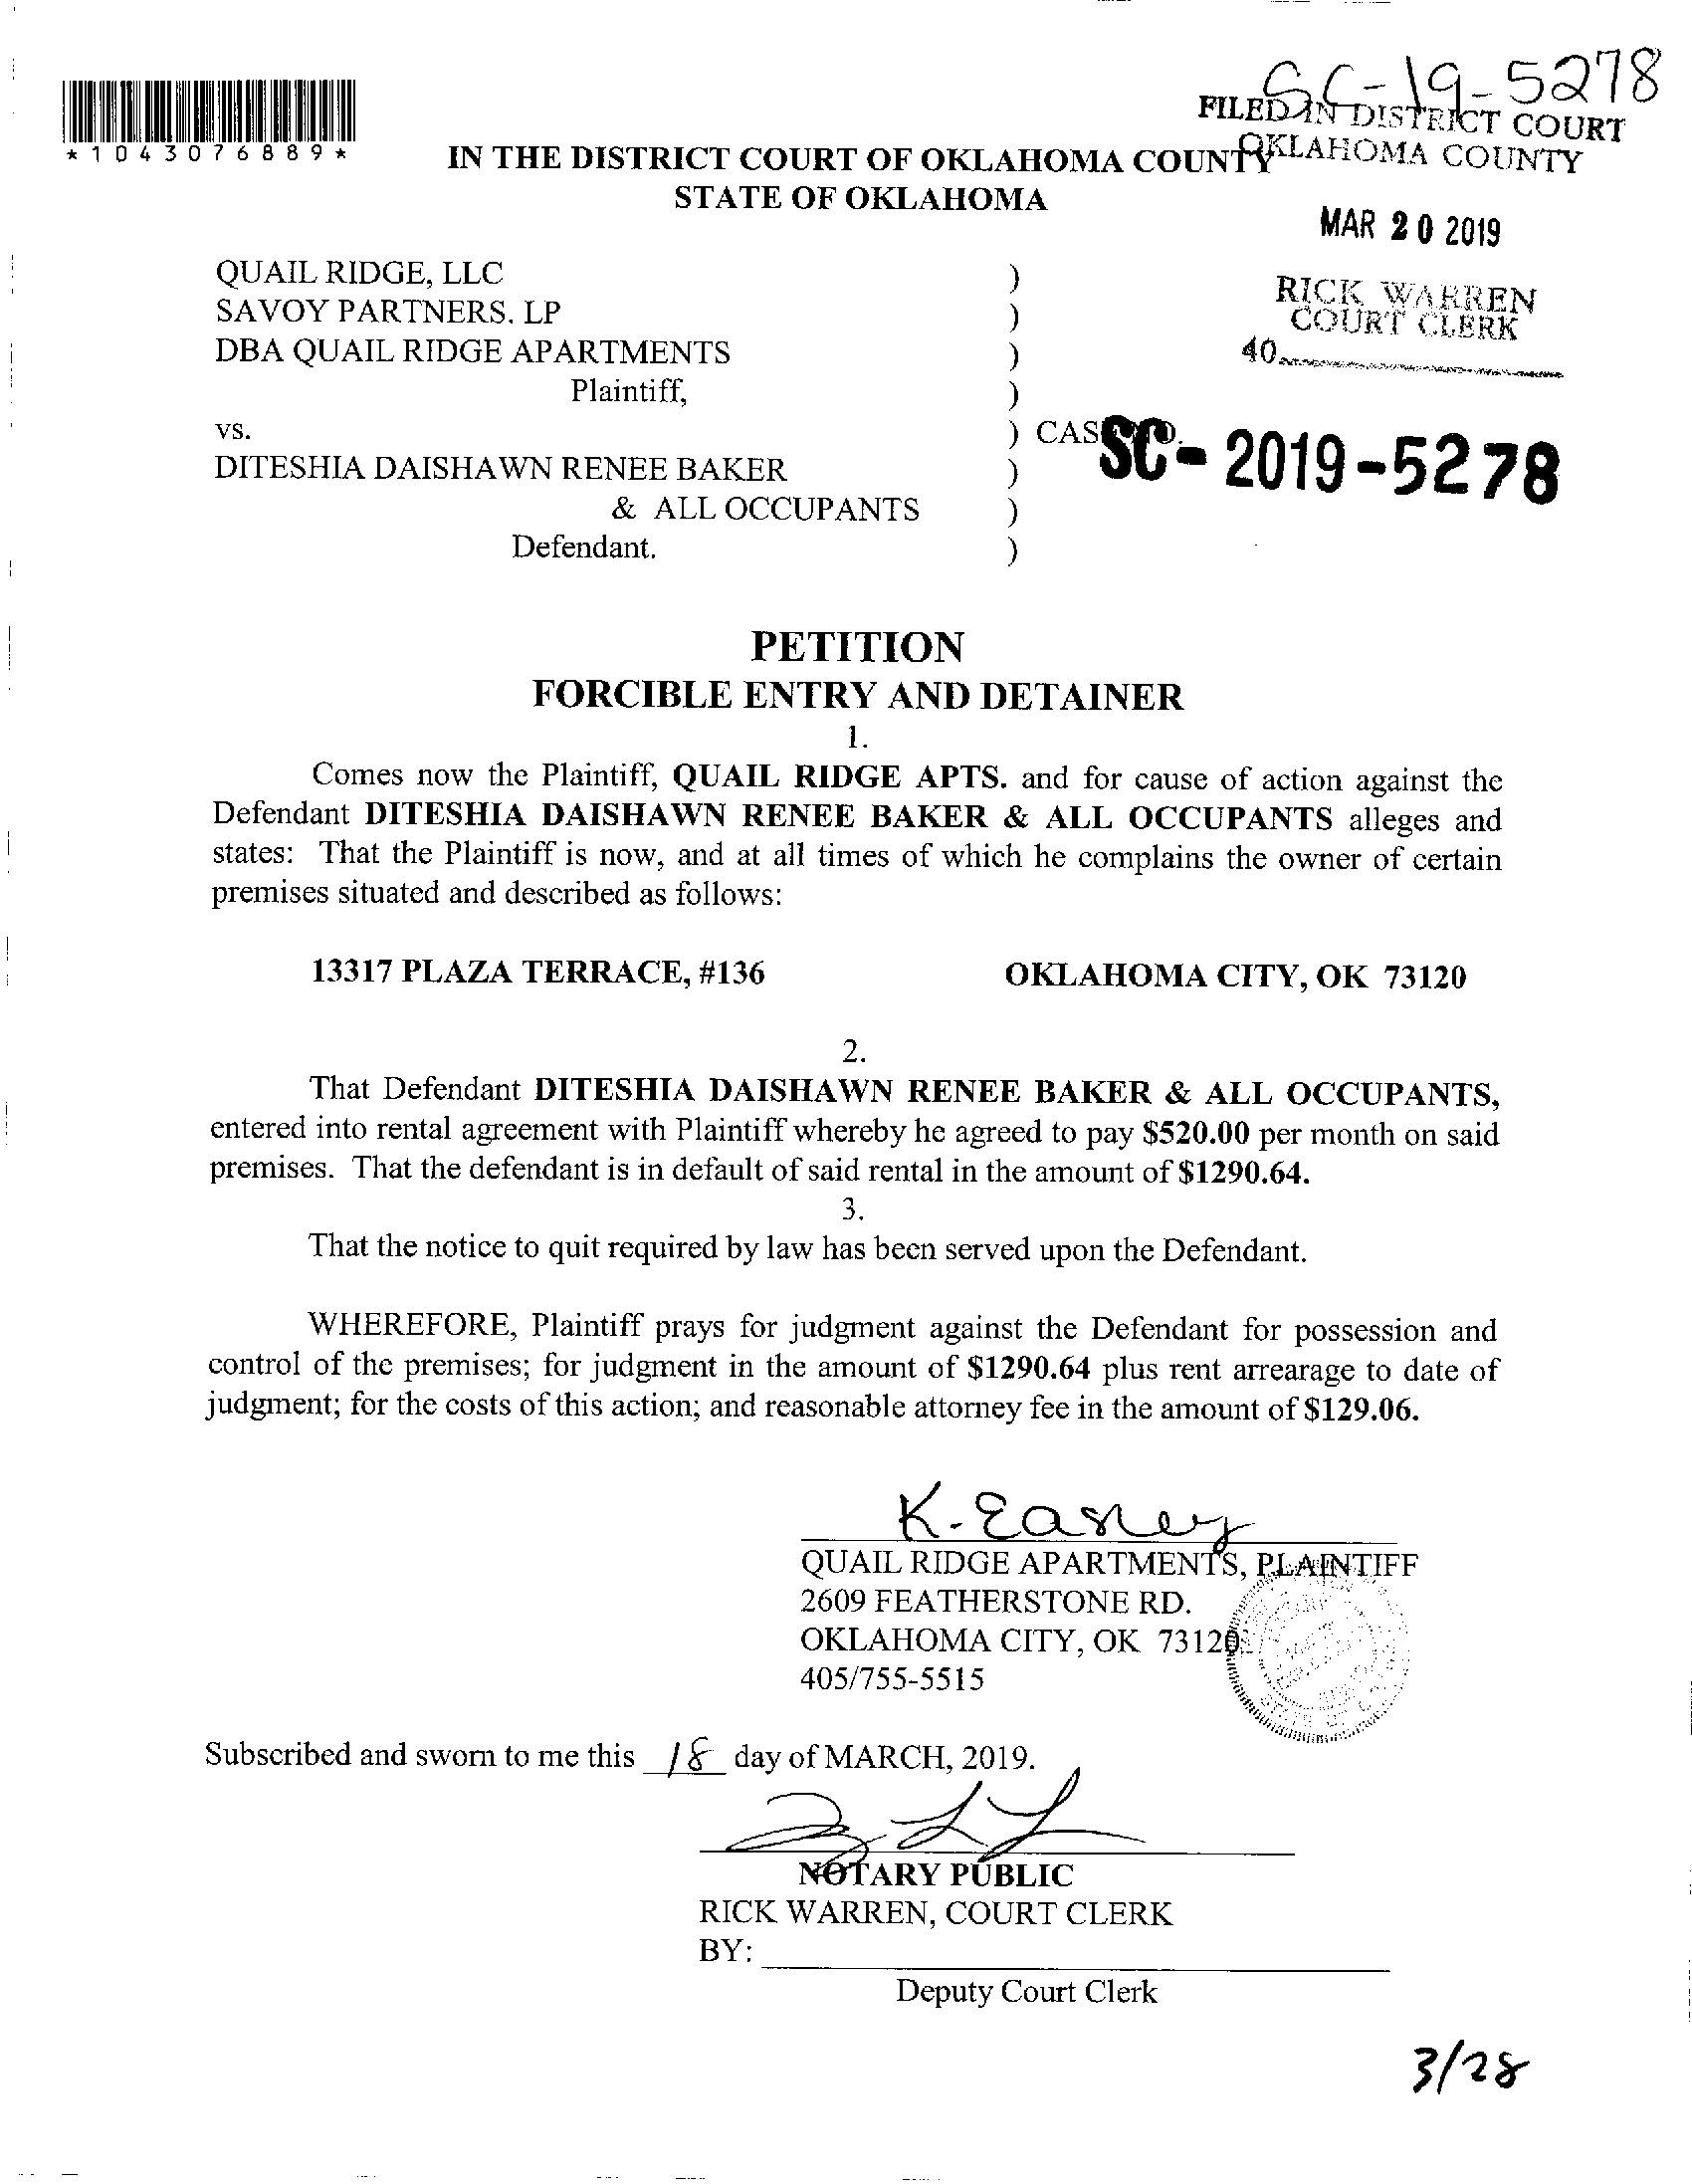 SC-19-5278
FILED IN DISTRICT COURT
OKLAHOMA COUNTY
*1043076889*
IN THE DISTRICT COURT OF OKLAHOMA COUNTY
STATE OF OKLAHOMA
MAR 20 2019
RICK WARREN
COURT CLERK
40
QUAIL RIDGE, LLC )
SAVOY PARTNERS. LP )
DBA QUAIL RIDGE APARTMENTS )
Plaintiff, )
vs. ) CASE NO.
SC-2019-5278
DITESHIA DAISHAWN RENEE BAKER )
& ALL OCCUPANTS )
Defendant. )
PETITION
FORCIBLE ENTRY AND DETAINER
1.
Comes now the Plaintiff, QUAIL RIDGE APTS. and for cause of action against the
Defendant DITESHIA DAISHAWN RENEE BAKER & ALL OCCUPANTS alleges and
states: That the Plaintiff is now, and at all times of which he complains the owner of certain
premises situated and described as follows:
13317 PLAZA TERRACE, #136 OKLAHOMA CITY, OK 73120
2.
That Defendant DITESHIA DAISHAWN RENEE BAKER & ALL OCCUPANTS,
entered into rental agreement with Plaintiff whereby he agreed to pay $520.00 per month on said
premises. That the defendant is in default of said rental in the amount of $1290.64.
3.
That the notice to quit required by law has been served upon the Defendant.
WHEREFORE, Plaintiff prays for judgment against the Defendant for possession and
control of the premises; for judgment in the amount of $1290.64 plus rent arrearage to date of
judgment; for the costs of this action; and reasonable attorney fee in the amount of $129.06.
K. Easley
QUAIL RIDGE APARTMENTS, PLAINTIFF
2609 FEATHERSTONE RD.
OKLAHOMA CITY, OK 73120
405/755-5515
Subscribed and sworn to me this 18 day of MARCH, 2019.
NOTARY PUBLIC
RICK WARREN, COURT CLERK
BY:
Deputy Court Clerk
3/28